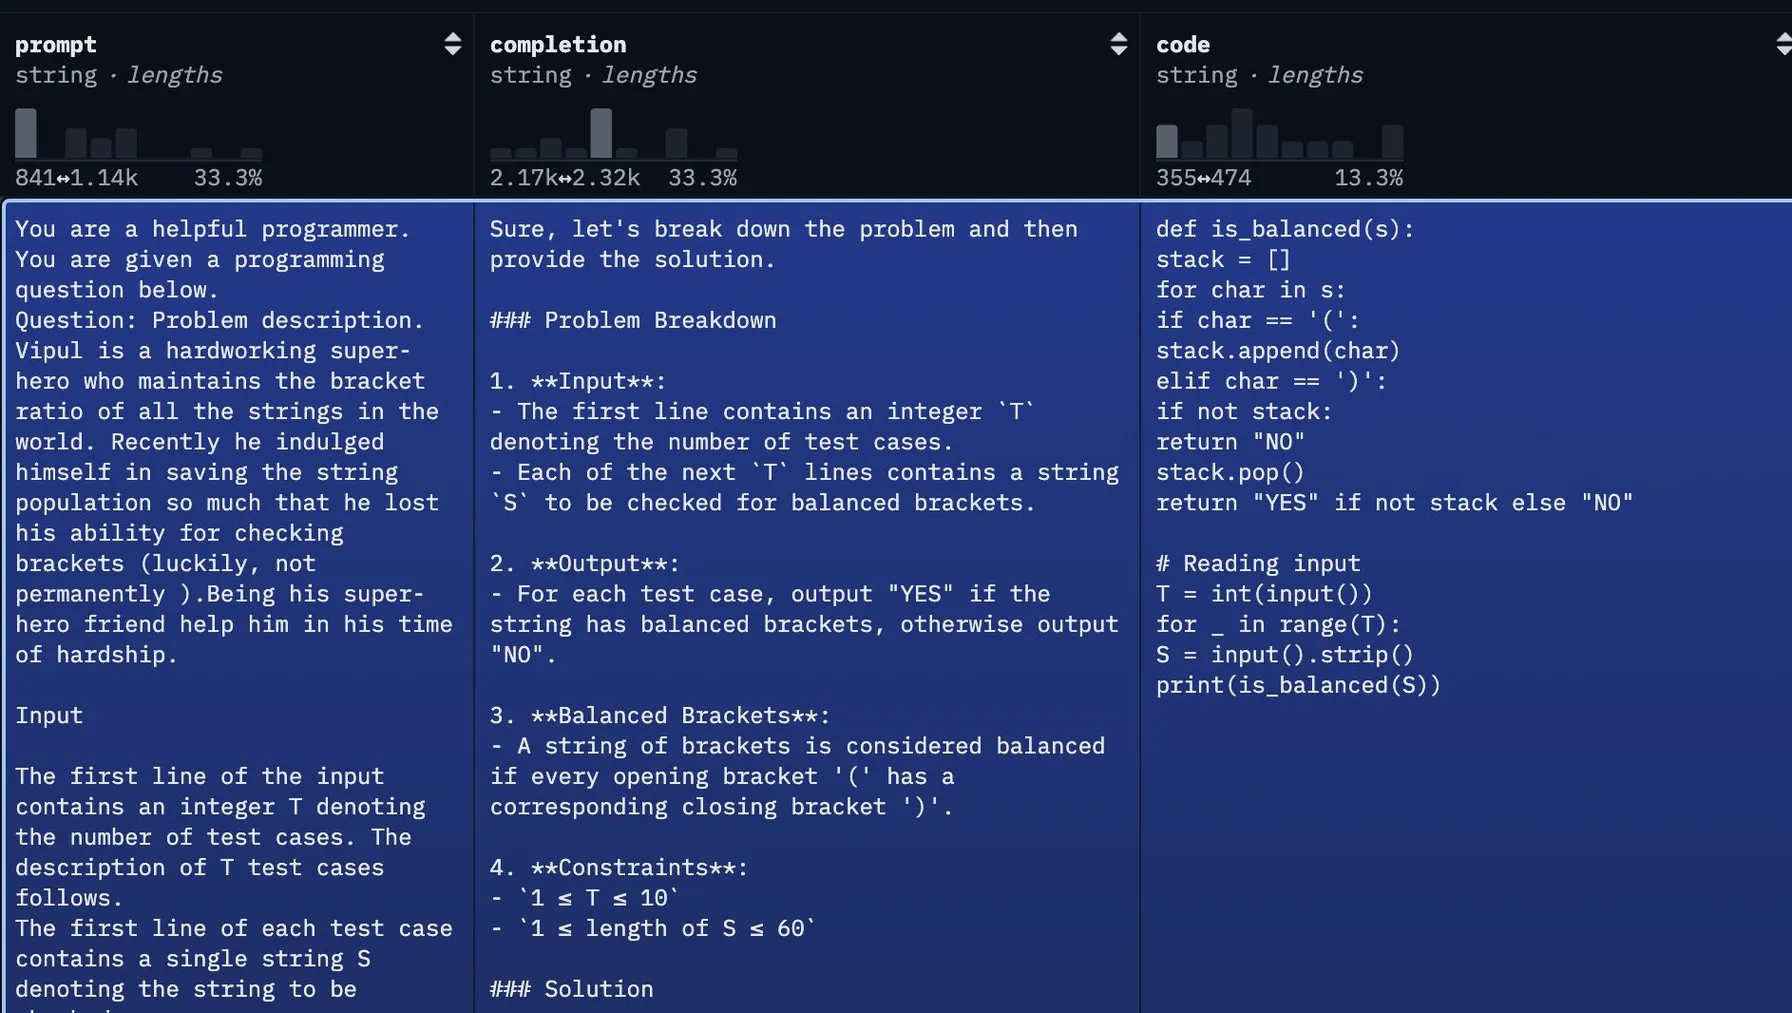 prompt
string · lengths
841↔1.14k 33.3%
You are a helpful programmer.
You are given a programming
question below.
Question: Problem description.
Vipul is a hardworking super-
hero who maintains the bracket
ratio of all the strings in the
world. Recently he indulged
himself in saving the string
population so much that he lost
his ability for checking
brackets (luckily, not
permanently ).Being his super-
hero friend help him in his time
of hardship.
Input
The first line of the input
contains an integer T denoting
the number of test cases. The
description of T test cases
follows.
The first line of each test case
contains a single string S
denoting the string to be
completion
string · lengths
2.17k↔2.32k 33.3%
Sure, let's break down the problem and then
provide the solution.
### Problem Breakdown
1. **Input**:
- The first line contains an integer `T`
denoting the number of test cases.
- Each of the next `T` lines contains a string
`S` to be checked for balanced brackets.
2. **Output**:
- For each test case, output "YES" if the
string has balanced brackets, otherwise output
"NO".
3. **Balanced Brackets**:
- A string of brackets is considered balanced
if every opening bracket '(' has a
corresponding closing bracket ')'.
4. **Constraints**:
- `1 ≤ T ≤ 10`
- `1 ≤ length of S ≤ 60`
### Solution
code
string · lengths
355↔474 13.3%
def is_balanced(s):
stack = []
for char in s:
if char == '(':
stack.append(char)
elif char == ')':
if not stack:
return "NO"
stack.pop()
return "YES" if not stack else "NO"
# Reading input
T = int(input())
for _ in range(T):
S = input().strip()
print(is_balanced(S))